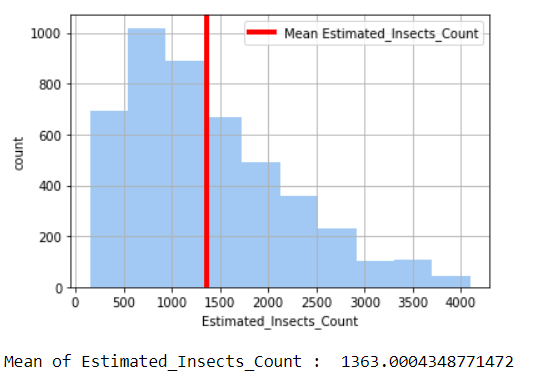 1000
800
600
400
200
0
count
Mean Estimated_Insects_Count
0 500 1000 1500 2000 2500 3000 3500 4000
Estimated_Insects_Count
Mean of Estimated_Insects_Count :  1363.0004348771472